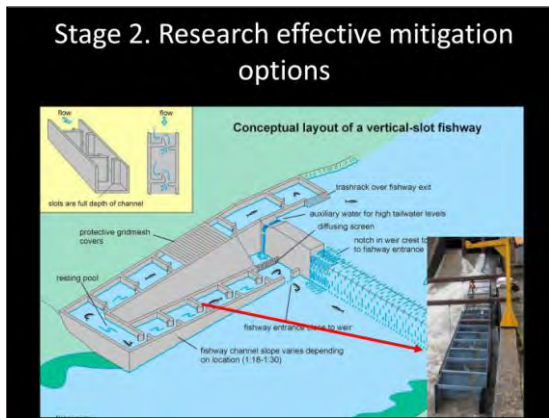 Stage 2. Research effective mitigation
options
flow
flow
slots are full depth of channel
Conceptual layout of a vertical-slot fishway
trashrack over fishway exit
auxiliary water for high tailwater levels
diffusing screen
protective gridmesh
covers
notch in weir crest to
to fishway entrance
resting pool
fishway entrance close to weir
fishway channel slope varies depending
on location (1:18-1:30)